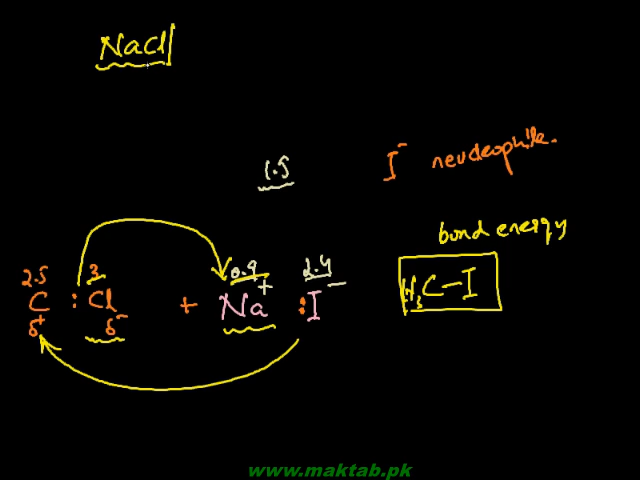 NaCl
1.5
I⁻ neucleophile.
bond energy
2.5 3 0.9 2.4
C : Cl + Na⁺ : I H₃C-I
δ⁺ δ⁻
www.maktab.pk